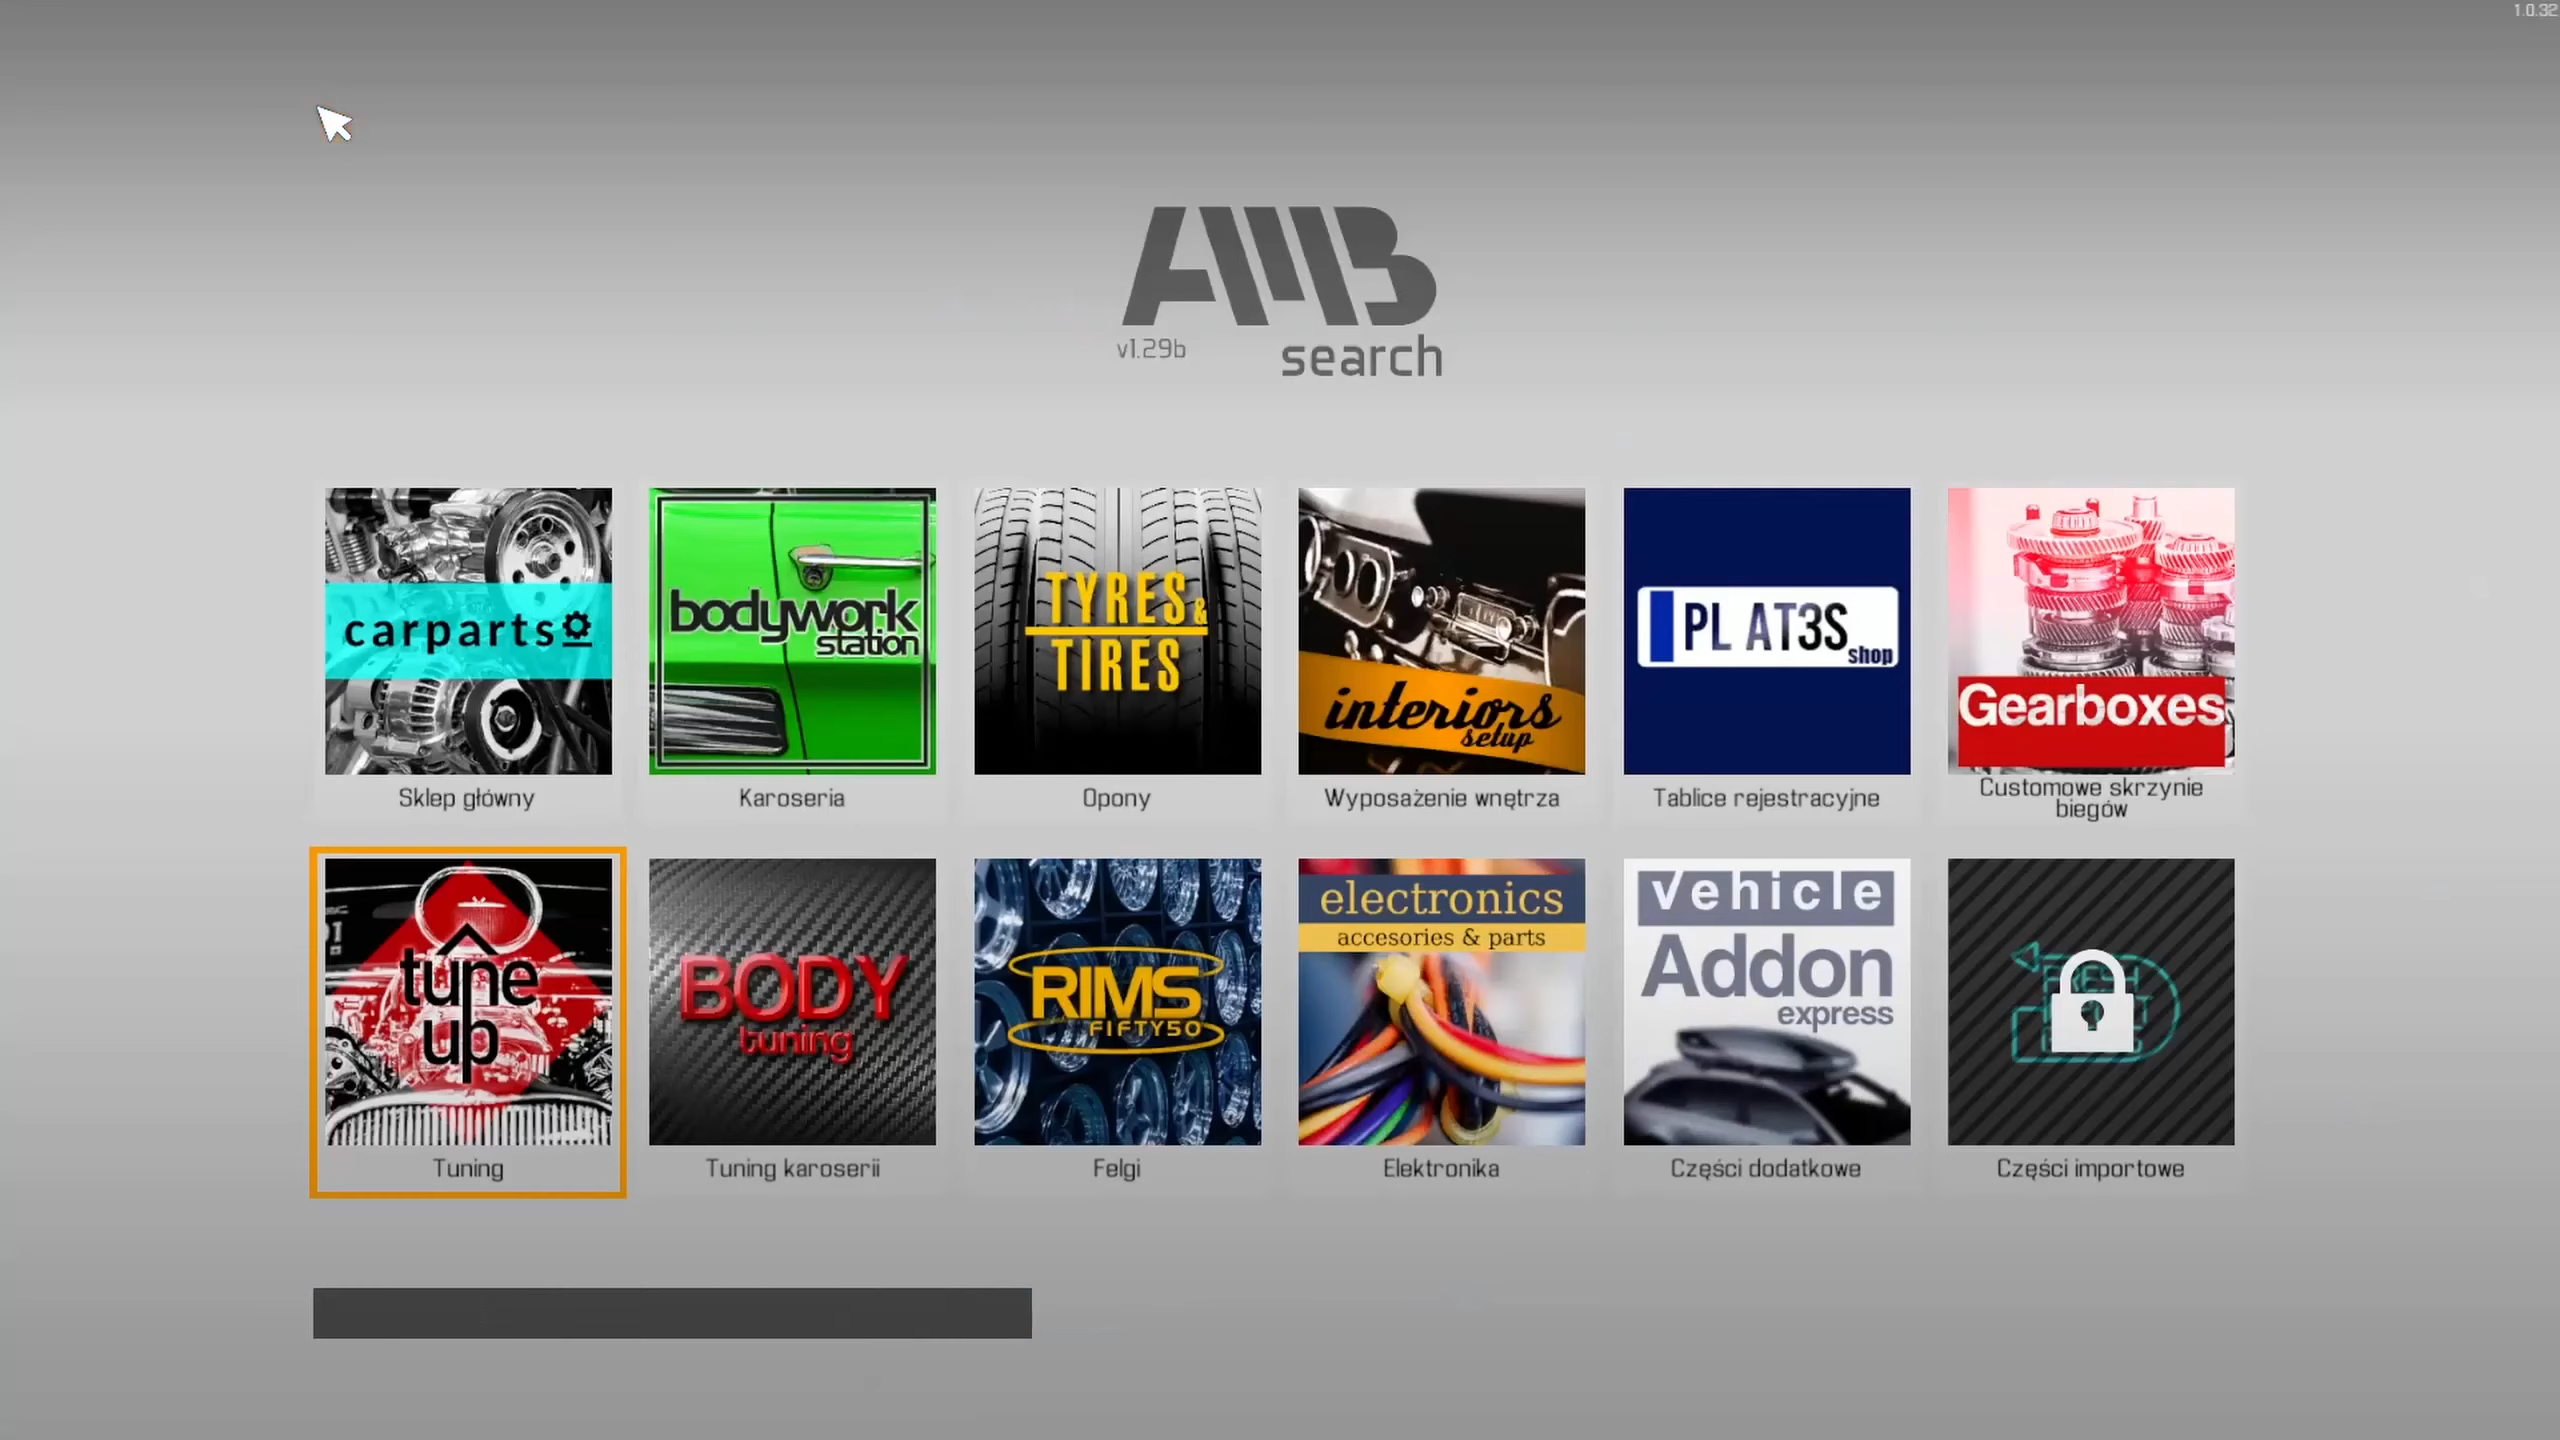 1.0.32
AMB
v1.29b
search
carparts
bodywork
station
TYRES &
TIRES
interiors
setup
PL AT3S
shop
Gearboxes
Sklep główny
Karoseria
Opony
Wyposażenie wnętrza
Tablice rejestracyjne
Customowe skrzynie
biegów
tune
up
BODY
tuning
RIMS
FIFTY50
electronics
accesories & parts
vehicle
Addon
express
Tuning
Tuning karoserii
Felgi
Elektronika
Części dodatkowe
Części importowe